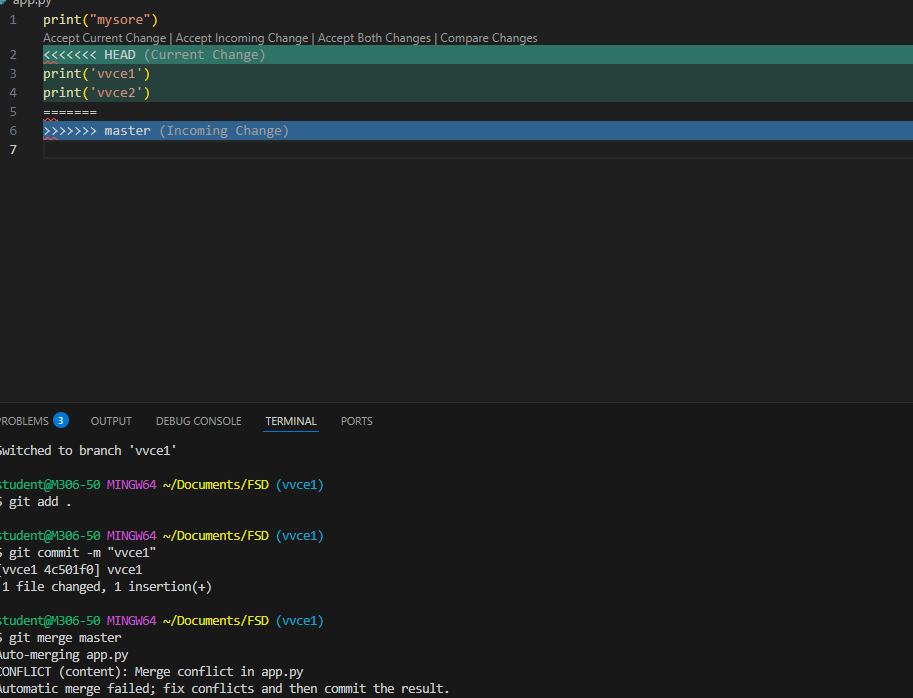 app.py
1 print("mysore")
Accept Current Change | Accept Incoming Change | Accept Both Changes | Compare Changes
2 <<<<<<< HEAD (Current Change)
3 print('vvce1')
4 print('vvce2')
5 =======
6 >>>>>>> master (Incoming Change)
7
PROBLEMS 3 OUTPUT DEBUG CONSOLE TERMINAL PORTS
Switched to branch 'vvce1'
student@M306-50 MINGW64 ~/Documents/FSD (vvce1)
$ git add .
student@M306-50 MINGW64 ~/Documents/FSD (vvce1)
$ git commit -m "vvce1"
[vvce1 4c501f0] vvce1
1 file changed, 1 insertion(+)
student@M306-50 MINGW64 ~/Documents/FSD (vvce1)
$ git merge master
Auto-merging app.py
CONFLICT (content): Merge conflict in app.py
Automatic merge failed; fix conflicts and then commit the result.